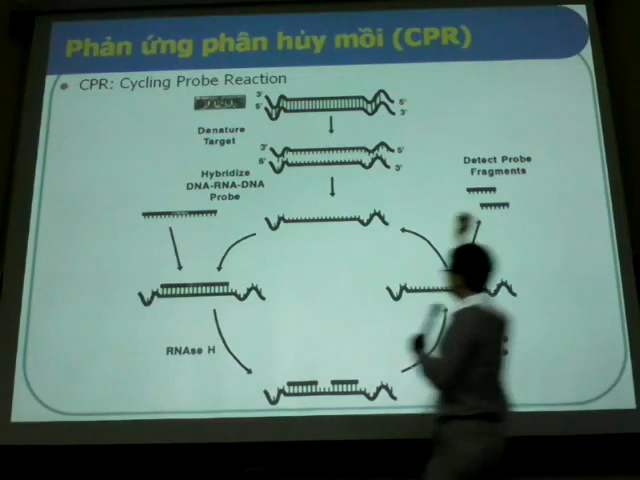 Phản ứng phân hủy mồi (CPR)
CPR: Cycling Probe Reaction
3'
5'
5'
3'
Denature
Target
3'
5'
5'
3'
Hybridize
DNA-RNA-DNA
Probe
Detect Probe
Fragments
RNAse H